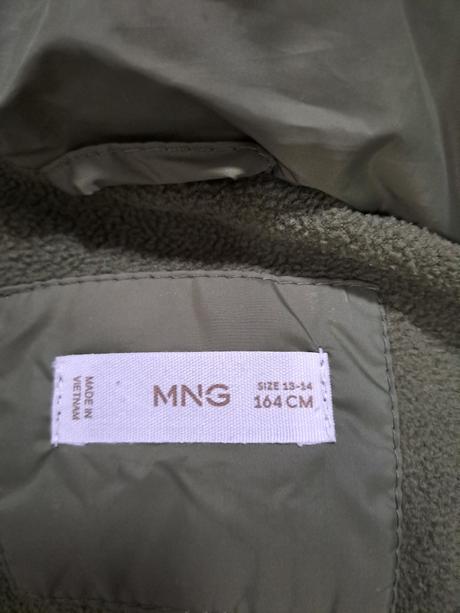 MADE IN
VIETNAM
MNG
SIZE 13-14
164 CM